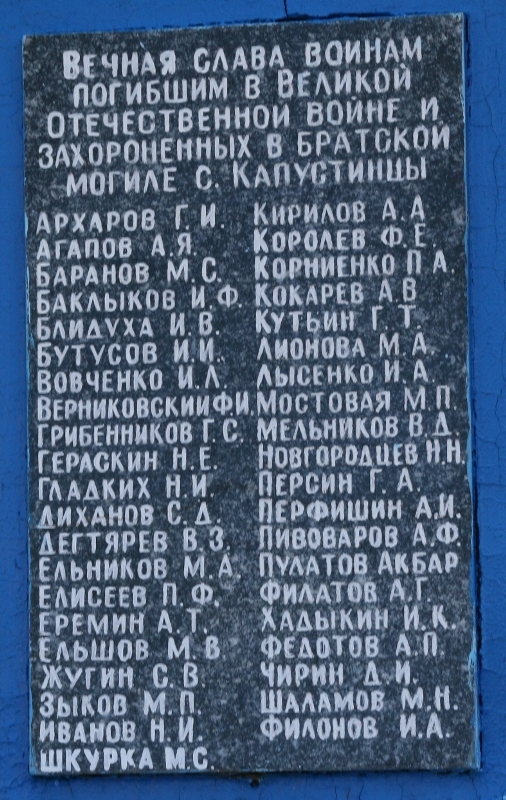 ВЕЧНАЯ СЛАВА ВОИНАМ
ПОГИБШИМ В ВЕЛИКОЙ
ОТЕЧЕСТВЕННОЙ ВОЙНЕ И
ЗАХОРОНЕННЫХ В БРАТСКОЙ
МОГИЛЕ С. КАПУСТИНЦЫ
АРХАРОВ Г. И.
АГАПОВ А.Я
БАРАНОВ М.С.
БАКЛЫКОВ И.Ф.
БЛИДУХА И.В.
БУТУСОВ И.И.
ВОВЧЕНКО И.Л.
ВЕРНИКОВСКИЙ Ф И.
ГРИБЕННИКОВ Г.С.
ГЕРАСКИН Н.Е.
ГЛАДКИХ Н.И.
ДИХАНОВ С.Д.
ДЕГТЯРЕВ В.З.
ЕЛЬНИКОВ М.А.
ЕЛИСЕЕВ П.Ф.
ЕРЕМИН А.Т.
ЕЛЬШОВ М.В
ЖУГИН С.В.
ЗЫКОВ М.П.
ИВАНОВ Н.И.
ШКУРКА М.С.
КИРИЛОВ А.А
КОРОЛЕВ Ф.Е.
КОРНИЕНКО П А.
КОКАРЕВ А.В
КУТЬИН Г.Т.
ЛИОНОВА М.А.
ЛЫСЕНКО И.А.
МОСТОВАЯ М.П.
МЕЛЬНИКОВ В.Д.
НОВГОРОДЦЕВ Н.Н.
ПЕРСИН Г.А.
ПЕРФИШИН А.И.
ПИВОВАРОВ А.Ф.
ПУЛАТОВ АКБАР
ФИЛАТОВ А.Г.
ХАДЫКИН И.К.
ФЕДОТОВ А.П.
ЧИРИН Д.И.
ШАЛАМОВ М.Н.
ФИЛОНОВ И.А.